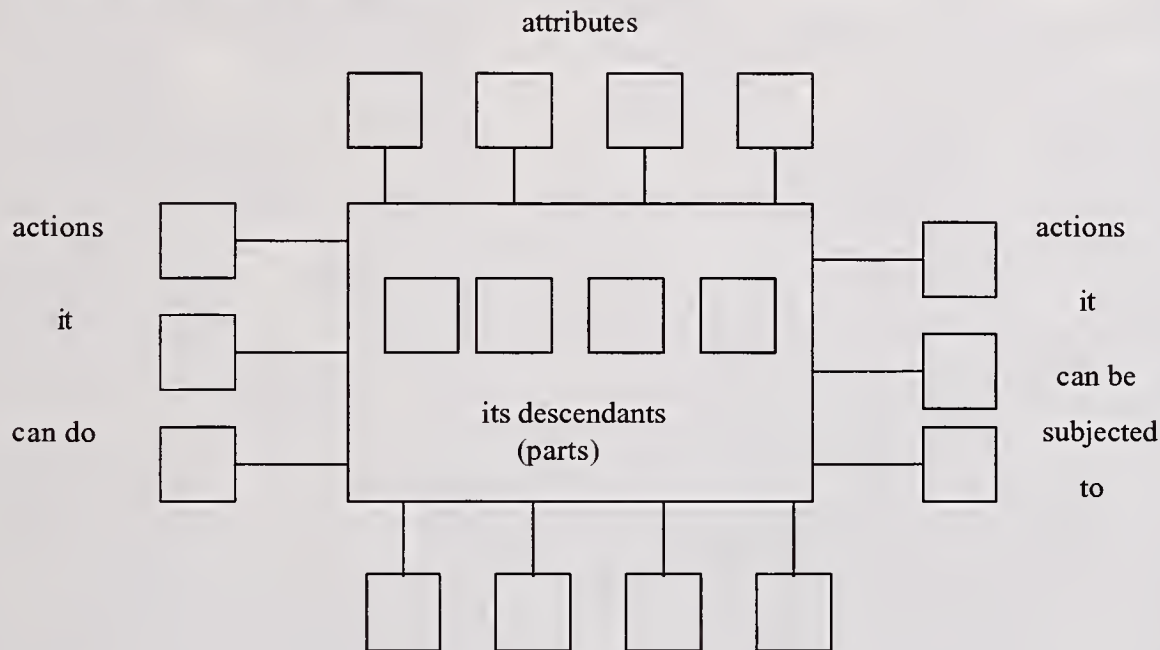 attributes
actions
it
can do
its descendants
(parts)
actions
it
can be
subjected
to